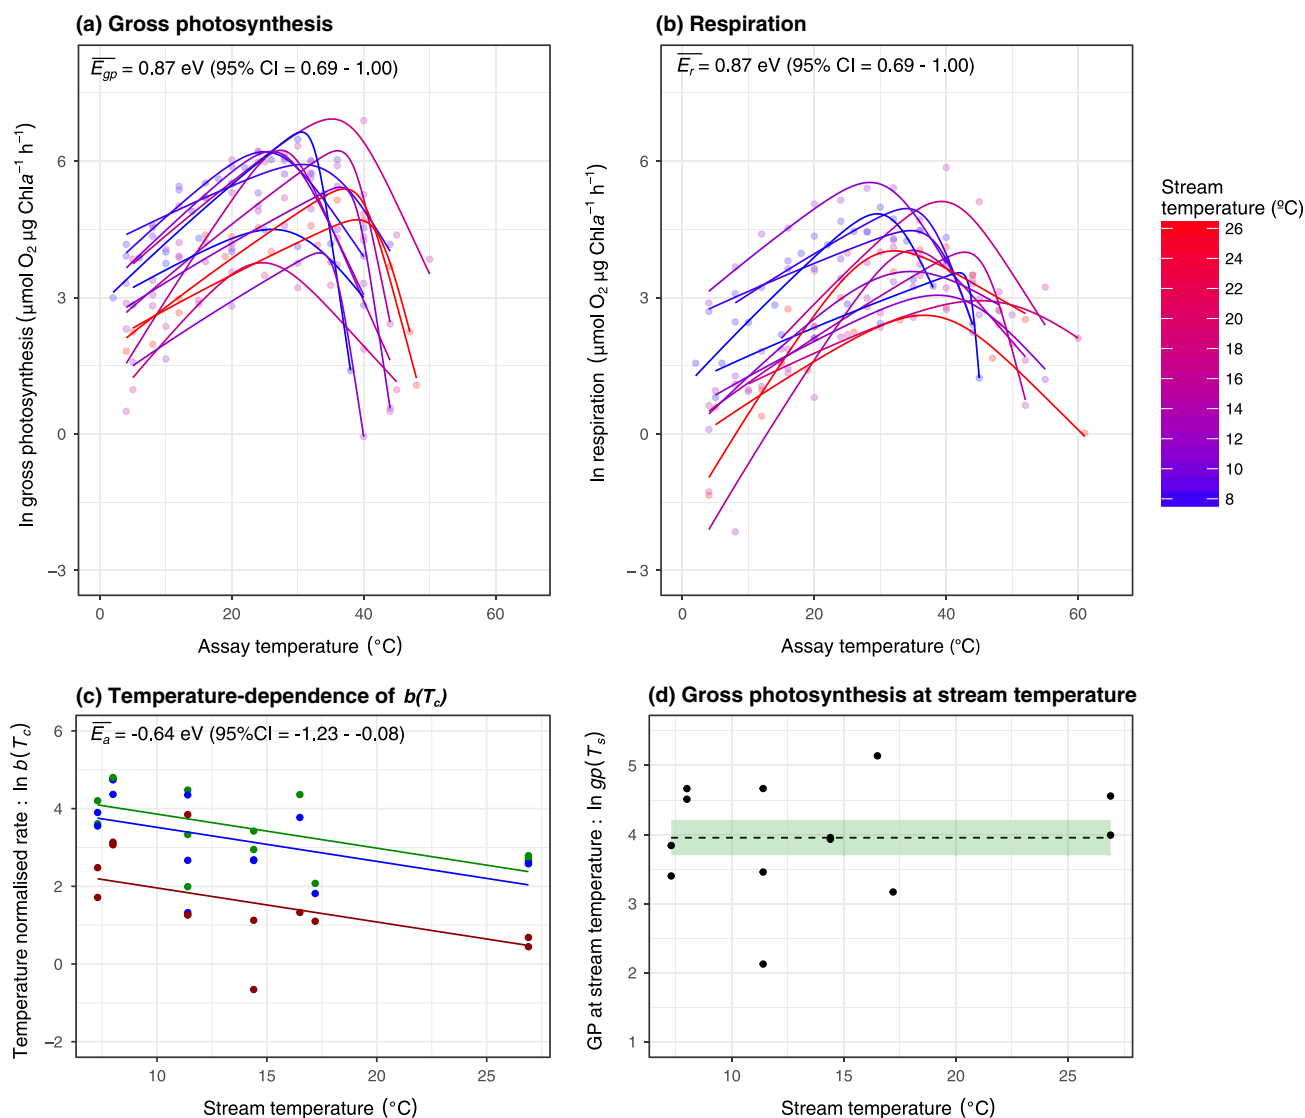 (a) Gross photosynthesis
E̅gp = 0.87 eV (95% CI = 0.69 - 1.00)
ln gross photosynthesis (µmol O₂ µg Chla⁻¹ h⁻¹)
6
3
0
−3
0 20 40 60
Assay temperature (°C)
(b) Respiration
E̅r = 0.87 eV (95% CI = 0.69 - 1.00)
ln respiration (µmol O₂ µg Chla⁻¹ h⁻¹)
6
3
0
−3
0 20 40 60
Assay temperature (°C)
Stream
temperature (ºC)
26
24
22
20
18
16
14
12
10
8
(c) Temperature-dependence of b(Tc)
E̅a = -0.64 eV (95%CI = -1.23 - -0.08)
Temperature normalised rate : ln b(Tc)
6
4
2
0
−2
10 15 20 25
Stream temperature (°C)
(d) Gross photosynthesis at stream temperature
GP at stream temperature : ln gp(Ts)
5
4
3
2
1
10 15 20 25
Stream temperature (°C)